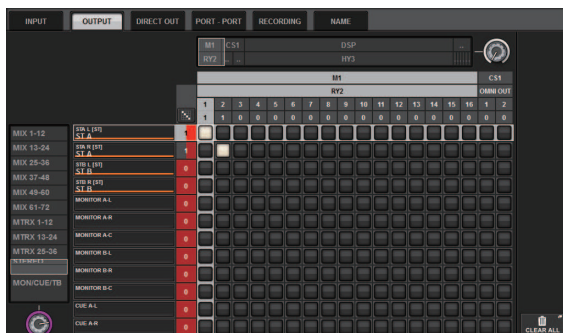 INPUT OUTPUT DIRECT OUT PORT - PORT RECORDING NAME
M1 CS1 DSP ..
RY2 .. .. HY3
M1 CS1
RY2 OMNI OUT
1 2 3 4 5 6 7 8 9 10 11 12 13 14 15 16 1 2
1 1 0 0 0 0 0 0 0 0 0 0 0 0 0 0 0 0
MIX 1-12
MIX 13-24
MIX 25-36
MIX 37-48
MIX 49-60
MIX 61-72
MTRX 1-12
MTRX 13-24
MTRX 25-36
MON/CUE/TB
STA L [ST]
ST A 1
STA R [ST]
ST A 1
STB L [ST]
ST B 0
STB R [ST]
ST B 0
MONITOR A-L 0
MONITOR A-R 0
MONITOR A-C 0
MONITOR B-L 0
MONITOR B-R 0
MONITOR B-C 0
CUE A-L 0
CUE A-R 0
CLEAR ALL